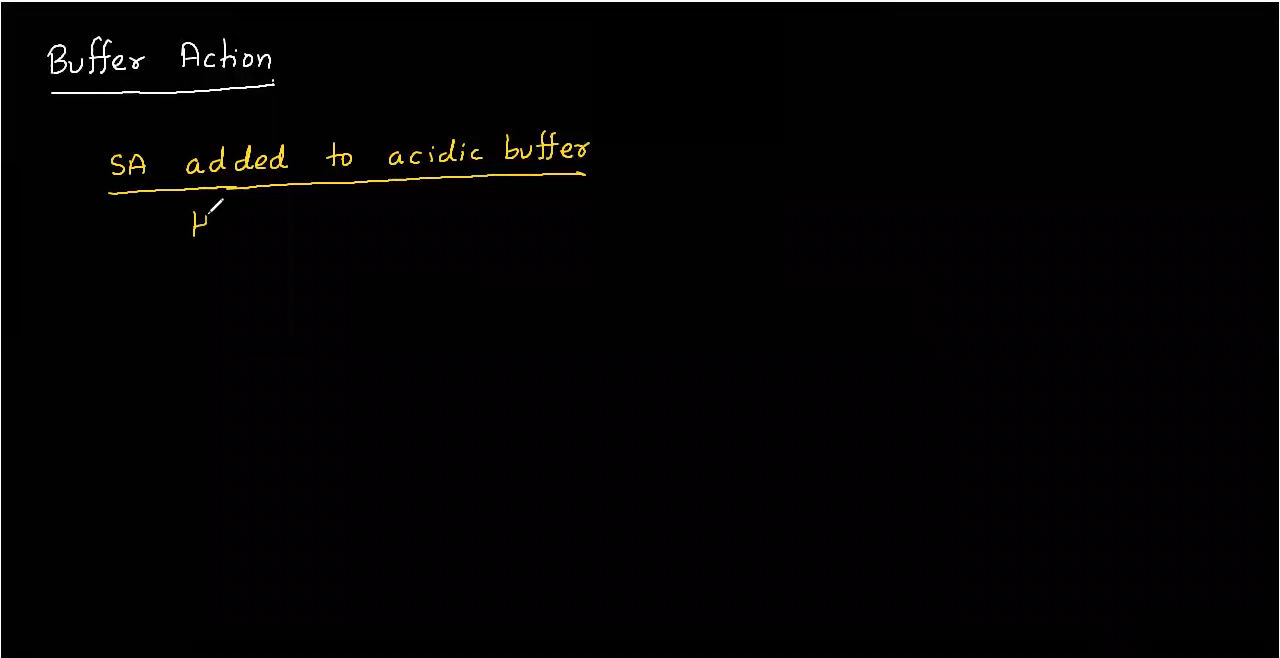 Buffer Action
SA added to acidic buffer
H